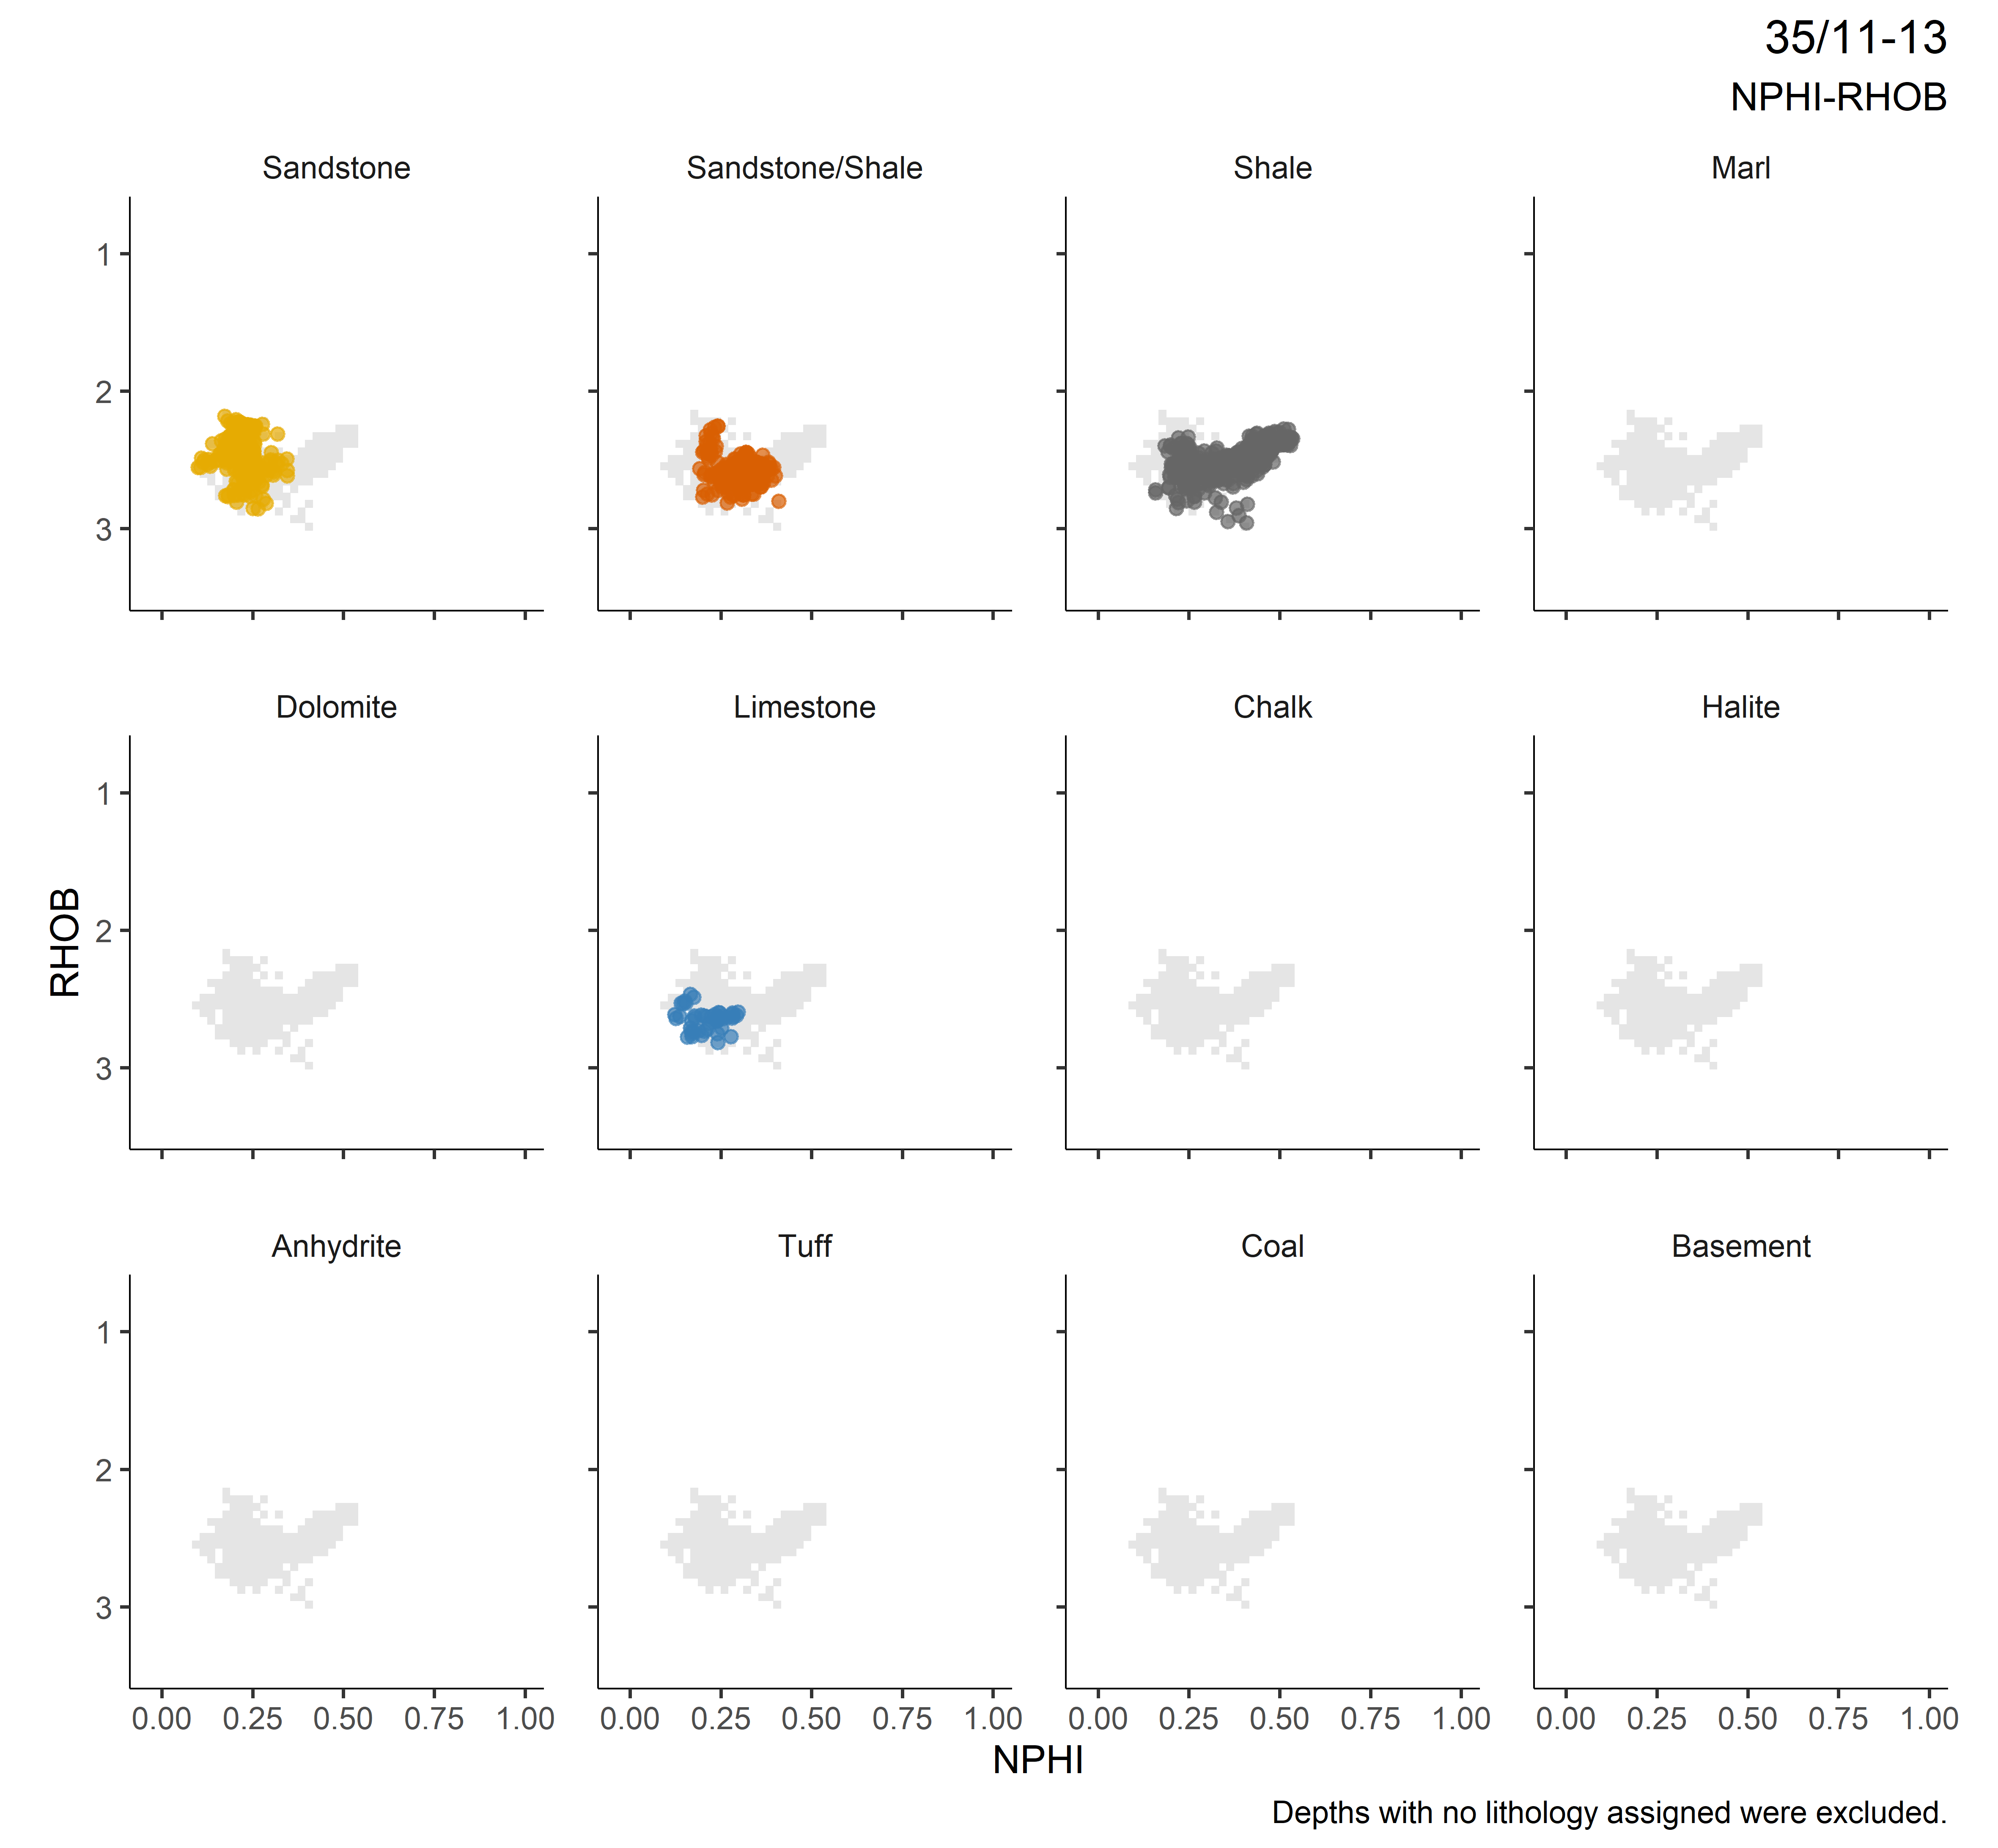 35/11-13
NPHI-RHOB
Sandstone Sandstone/Shale Shale Marl
1
2
3
Dolomite Limestone Chalk Halite
1
2
3
RHOB
Anhydrite Tuff Coal Basement
1
2
3
0.00 0.25 0.50 0.75 1.00 0.00 0.25 0.50 0.75 1.00 0.00 0.25 0.50 0.75 1.00 0.00 0.25 0.50 0.75 1.00
NPHI
Depths with no lithology assigned were excluded.